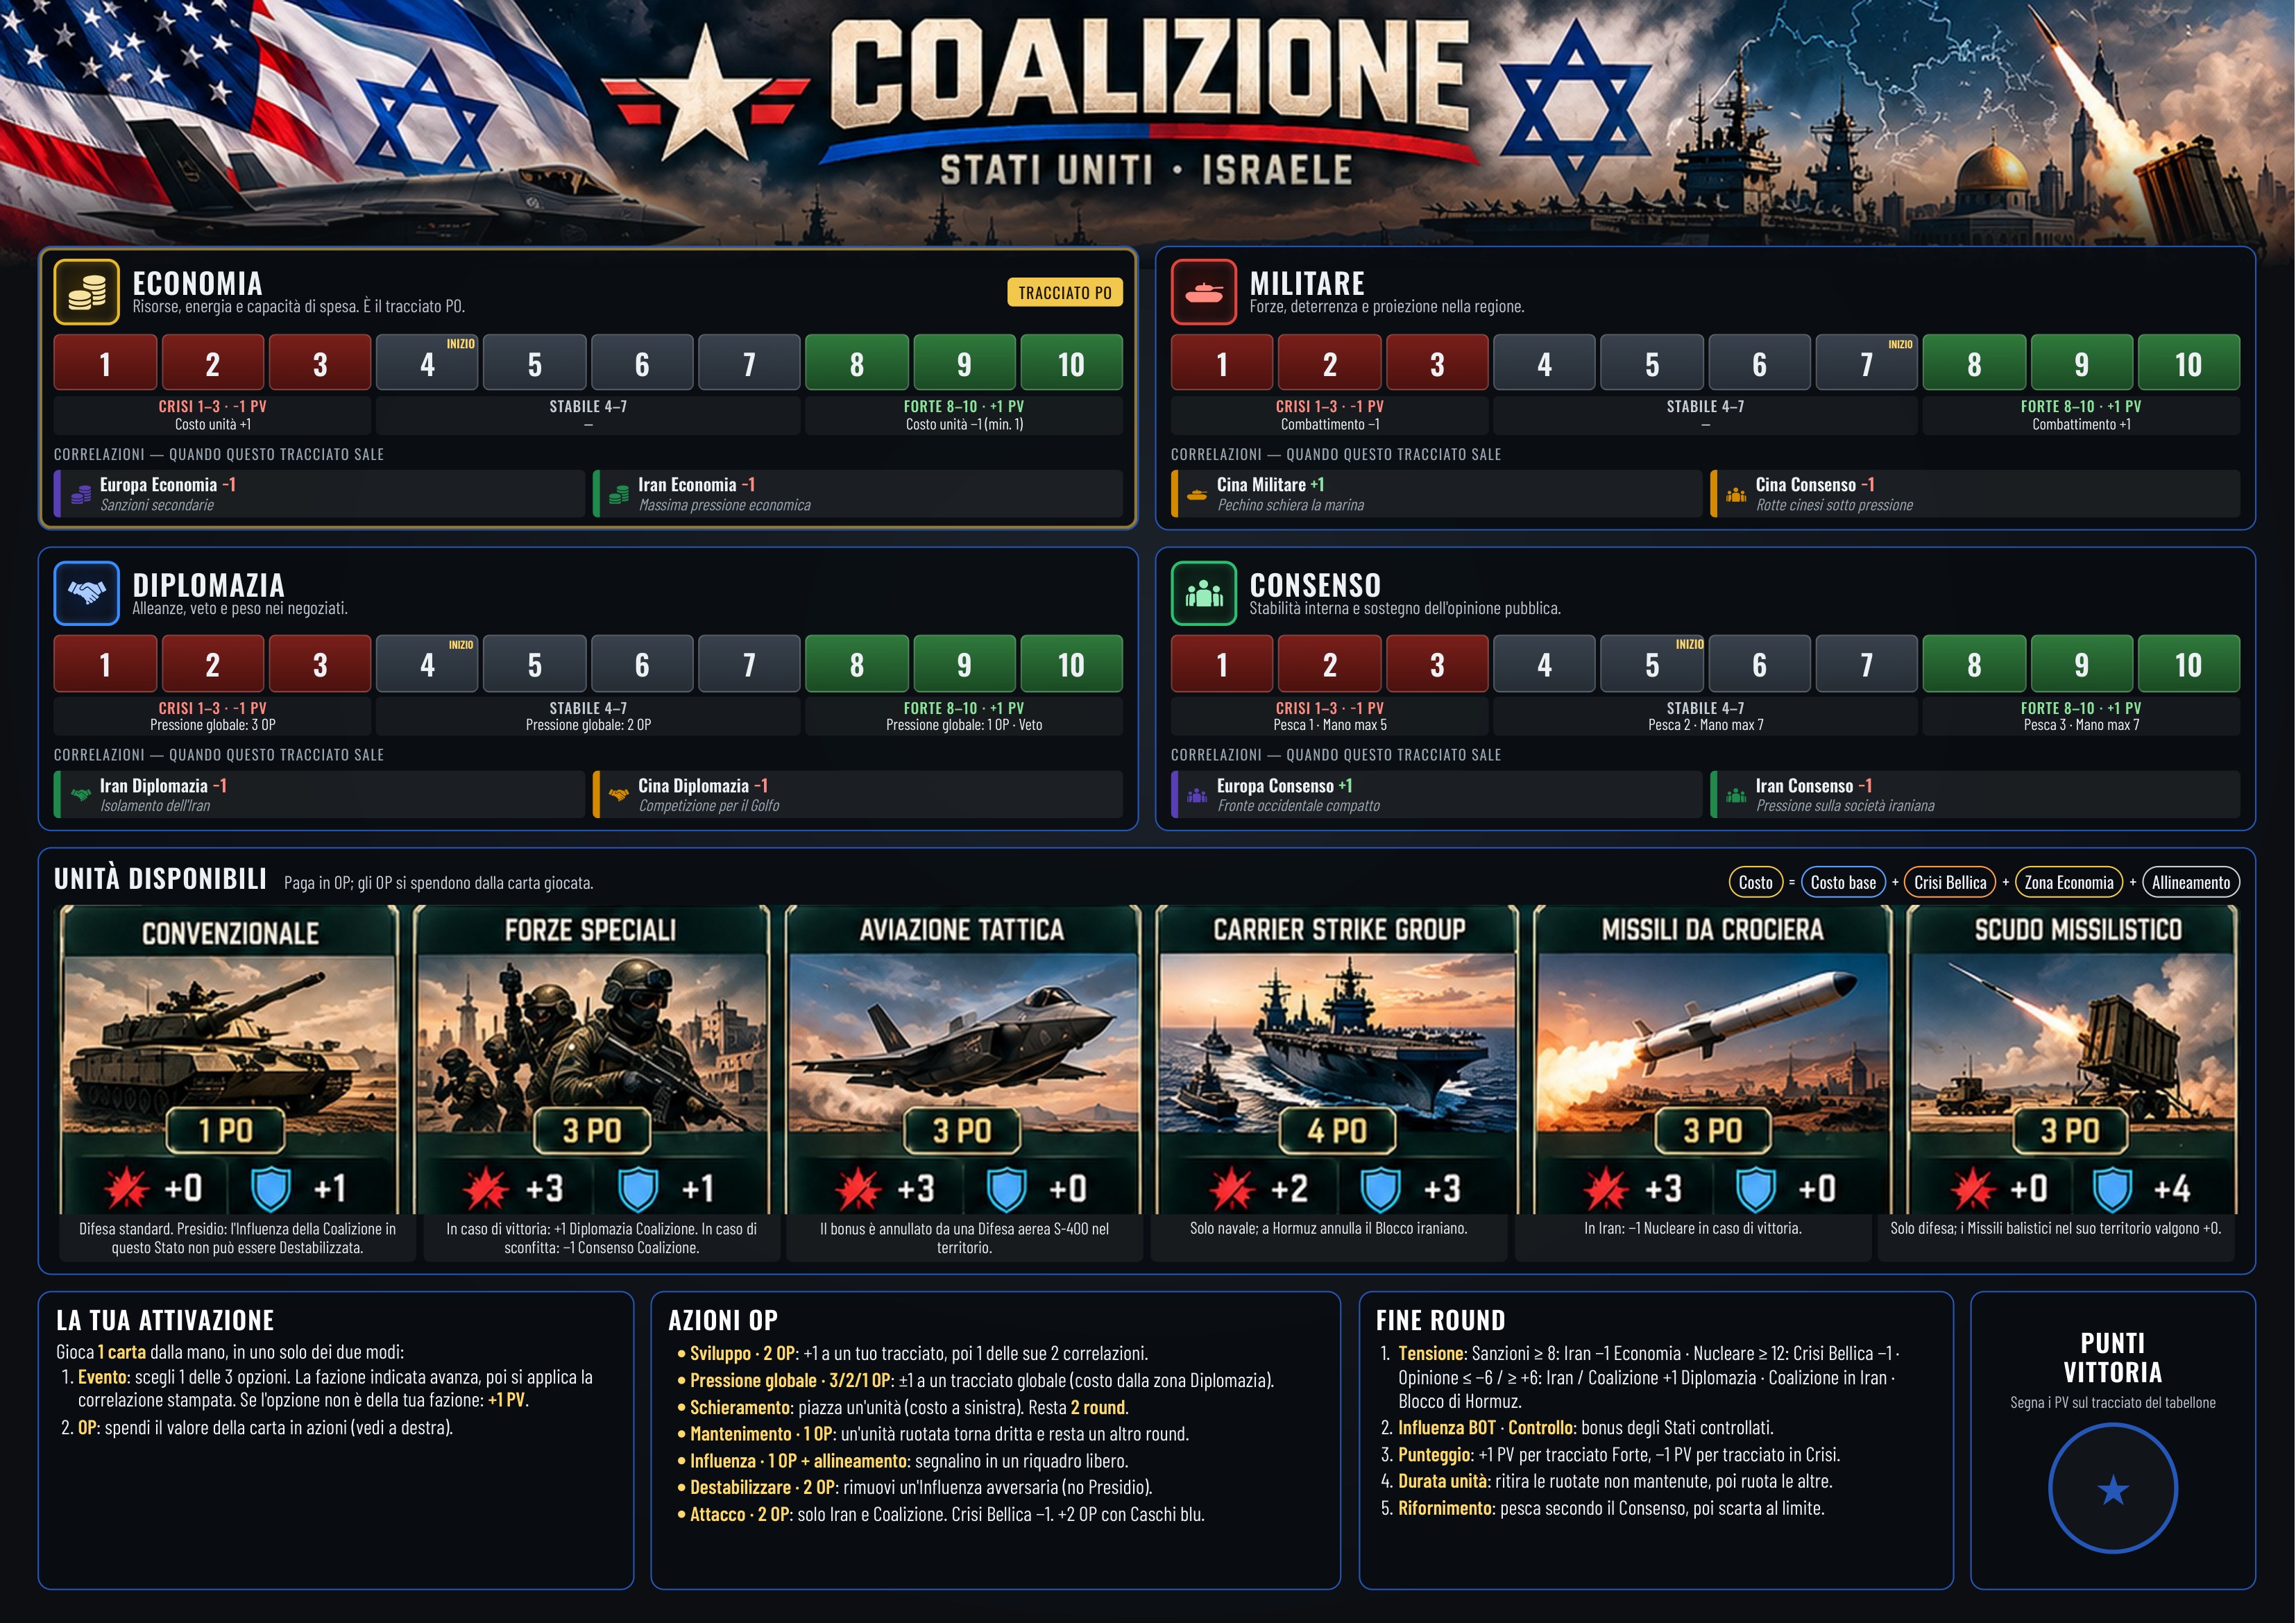 COALIZIONE
STATI UNITI · ISRAELE
ECONOMIA
Risorse, energia e capacità di spesa. È il tracciato PO.
TRACCIATO PO
1 2 3 4 INIZIO 5 6 7 8 9 10
CRISI 1–3 · −1 PV
Costo unità +1
STABILE 4–7
—
FORTE 8–10 · +1 PV
Costo unità −1 (min. 1)
CORRELAZIONI — QUANDO QUESTO TRACCIATO SALE
Europa Economia −1
Sanzioni secondarie
Iran Economia −1
Massima pressione economica
MILITARE
Forze, deterrenza e proiezione nella regione.
1 2 3 4 5 6 7 INIZIO 8 9 10
CRISI 1–3 · −1 PV
Combattimento −1
STABILE 4–7
—
FORTE 8–10 · +1 PV
Combattimento +1
CORRELAZIONI — QUANDO QUESTO TRACCIATO SALE
Cina Militare +1
Pechino schiera la marina
Cina Consenso −1
Rotte cinesi sotto pressione
DIPLOMAZIA
Alleanze, veto e peso nei negoziati.
1 2 3 4 INIZIO 5 6 7 8 9 10
CRISI 1–3 · −1 PV
Pressione globale: 3 OP
STABILE 4–7
Pressione globale: 2 OP
FORTE 8–10 · +1 PV
Pressione globale: 1 OP · Veto
CORRELAZIONI — QUANDO QUESTO TRACCIATO SALE
Iran Diplomazia −1
Isolamento dell'Iran
Cina Diplomazia −1
Competizione per il Golfo
CONSENSO
Stabilità interna e sostegno dell'opinione pubblica.
1 2 3 4 5 INIZIO 6 7 8 9 10
CRISI 1–3 · −1 PV
Pesca 1 · Mano max 5
STABILE 4–7
Pesca 2 · Mano max 7
FORTE 8–10 · +1 PV
Pesca 3 · Mano max 7
CORRELAZIONI — QUANDO QUESTO TRACCIATO SALE
Europa Consenso +1
Fronte occidentale compatto
Iran Consenso −1
Pressione sulla società iraniana
UNITÀ DISPONIBILI Paga in OP; gli OP si spendono dalla carta giocata.
Costo = Costo base + Crisi Bellica + Zona Economia + Allineamento
CONVENZIONALE
1 PO
+0 +1
Difesa standard. Presidio: l'Influenza della Coalizione in
questo Stato non può essere Destabilizzata.
FORZE SPECIALI
3 PO
+3 +1
In caso di vittoria: +1 Diplomazia Coalizione. In caso di
sconfitta: −1 Consenso Coalizione.
AVIAZIONE TATTICA
3 PO
+3 +0
Il bonus è annullato da una Difesa aerea S-400 nel
territorio.
CARRIER STRIKE GROUP
4 PO
+2 +3
Solo navale; a Hormuz annulla il Blocco iraniano.
MISSILI DA CROCIERA
3 PO
+3 +0
In Iran: −1 Nucleare in caso di vittoria.
SCUDO MISSILISTICO
3 PO
+0 +4
Solo difesa; i Missili balistici nel suo territorio valgono +0.
LA TUA ATTIVAZIONE
Gioca 1 carta dalla mano, in uno solo dei due modi:
1. Evento: scegli 1 delle 3 opzioni. La fazione indicata avanza, poi si applica la
correlazione stampata. Se l'opzione non è della tua fazione: +1 PV.
2. OP: spendi il valore della carta in azioni (vedi a destra).
AZIONI OP
• Sviluppo · 2 OP: +1 a un tuo tracciato, poi 1 delle sue 2 correlazioni.
• Pressione globale · 3/2/1 OP: ±1 a un tracciato globale (costo dalla zona Diplomazia).
• Schieramento: piazza un'unità (costo a sinistra). Resta 2 round.
• Mantenimento · 1 OP: un'unità ruotata torna dritta e resta un altro round.
• Influenza · 1 OP + allineamento: segnalino in un riquadro libero.
• Destabilizzare · 2 OP: rimuovi un'Influenza avversaria (no Presidio).
• Attacco · 2 OP: solo Iran e Coalizione. Crisi Bellica −1. +2 OP con Caschi blu.
FINE ROUND
1. Tensione: Sanzioni ≥ 8: Iran −1 Economia · Nucleare ≥ 12: Crisi Bellica −1 ·
Opinione ≤ −6 / ≥ +6: Iran / Coalizione +1 Diplomazia · Coalizione in Iran ·
Blocco di Hormuz.
2. Influenza BOT · Controllo: bonus degli Stati controllati.
3. Punteggio: +1 PV per tracciato Forte, −1 PV per tracciato in Crisi.
4. Durata unità: ritira le ruotate non mantenute, poi ruota le altre.
5. Rifornimento: pesca secondo il Consenso, poi scarta al limite.
PUNTI
VITTORIA
Segna i PV sul tracciato del tabellone